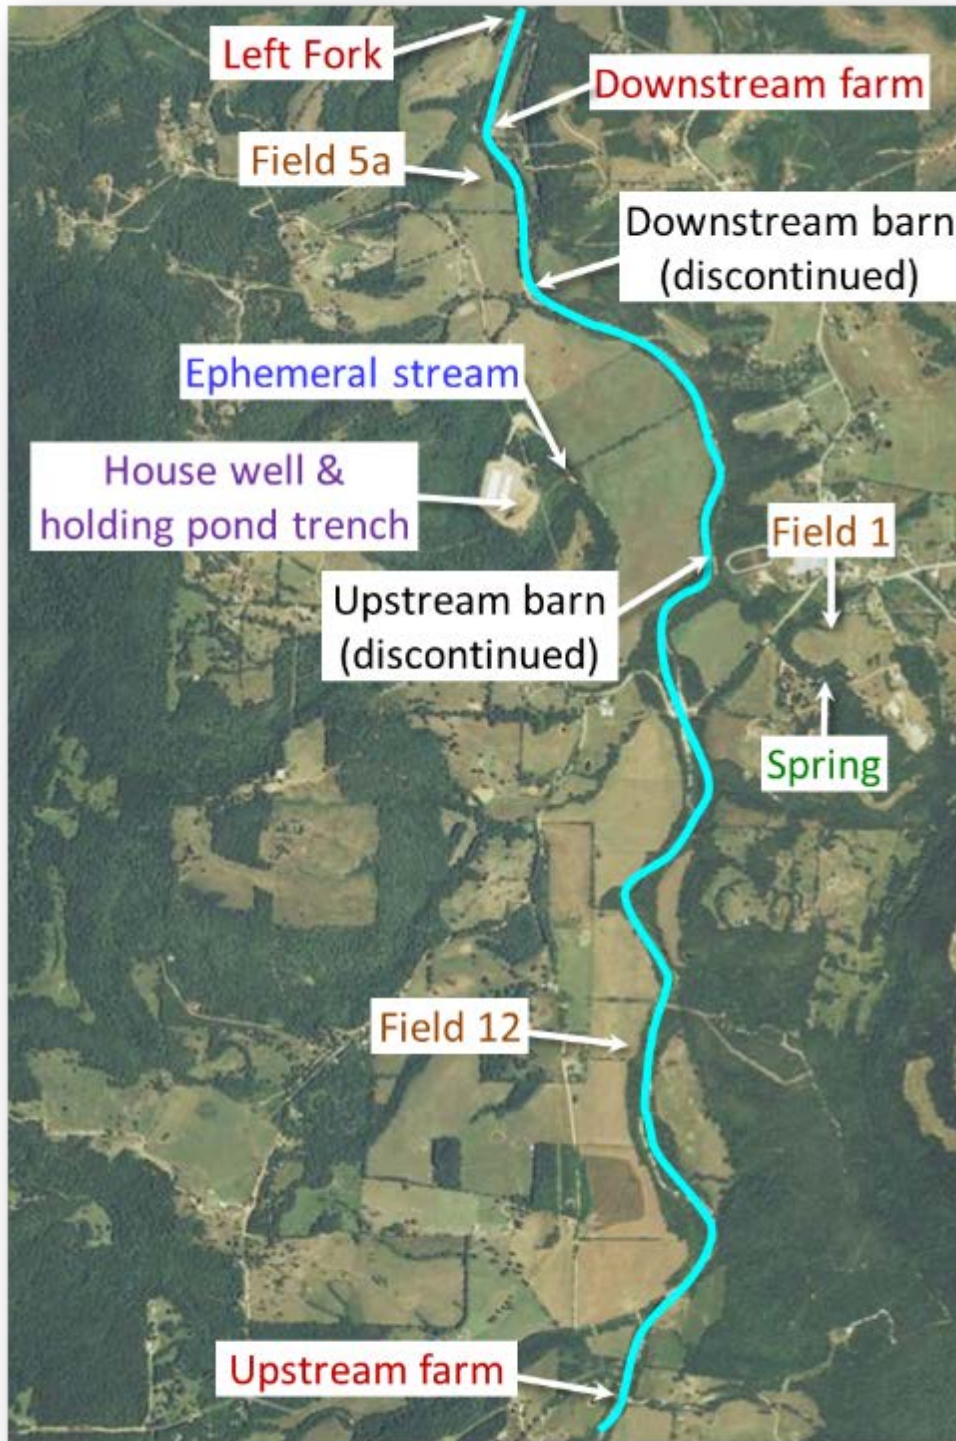 Left Fork
Downstream farm
Field 5a
Downstream barn
(discontinued)
Ephemeral stream
House well &
holding pond trench
Field 1
Upstream barn
(discontinued)
Spring
Field 12
Upstream farm